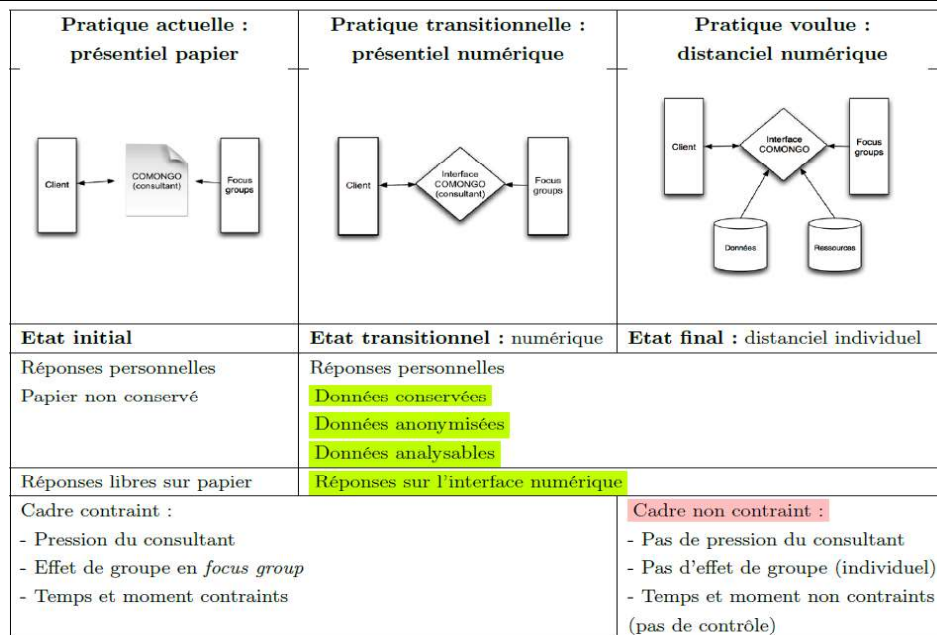 Pratique actuelle :
présentiel papier
Pratique transitionnelle :
présentiel numérique
Pratique voulue :
distanciel numérique
Client
COMONGO
(consultant)
Focus
groups
Client
Interface
COMONGO
(consultant)
Focus
groups
Client
Interface
COMONGO
Focus
groups
Données
Ressources
Etat initial
Etat transitionnel : numérique
Etat final : distanciel individuel
Réponses personnelles
Papier non conservé
Réponses personnelles
Données conservées
Données anonymisées
Données analysables
Réponses libres sur papier
Réponses sur l'interface numérique
Cadre contraint :
- Pression du consultant
- Effet de groupe en focus group
- Temps et moment contraints
Cadre non contraint :
- Pas de pression du consultant
- Pas d'effet de groupe (individuel)
- Temps et moment non contraints
(pas de contrôle)